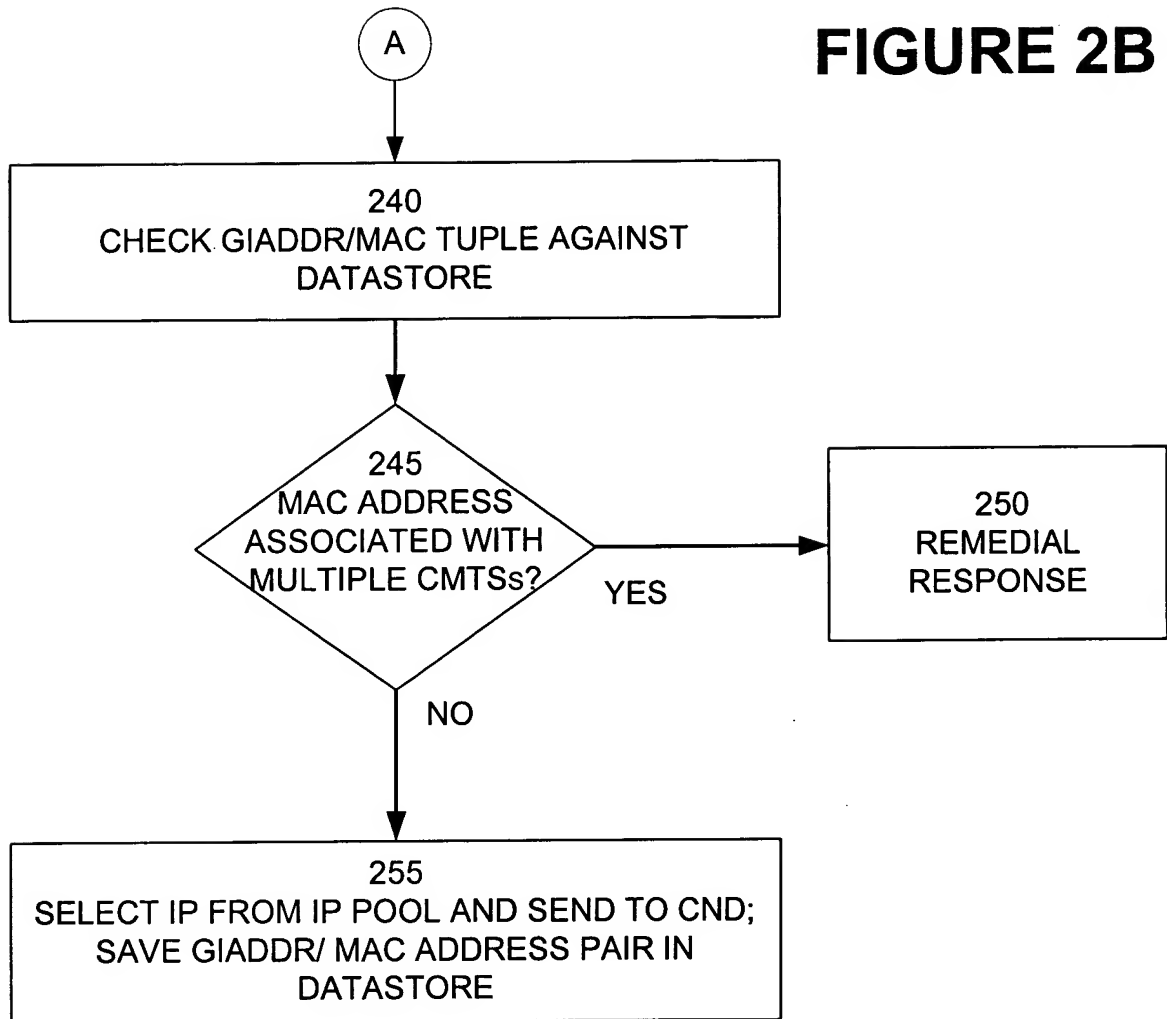 FIGURE 2B
A
240
CHECK GIADDR/MAC TUPLE AGAINST
DATASTORE
245
MAC ADDRESS
ASSOCIATED WITH
MULTIPLE CMTSs?
YES
250
REMEDIAL
RESPONSE
NO
255
SELECT IP FROM IP POOL AND SEND TO CND;
SAVE GIADDR/ MAC ADDRESS PAIR IN
DATASTORE